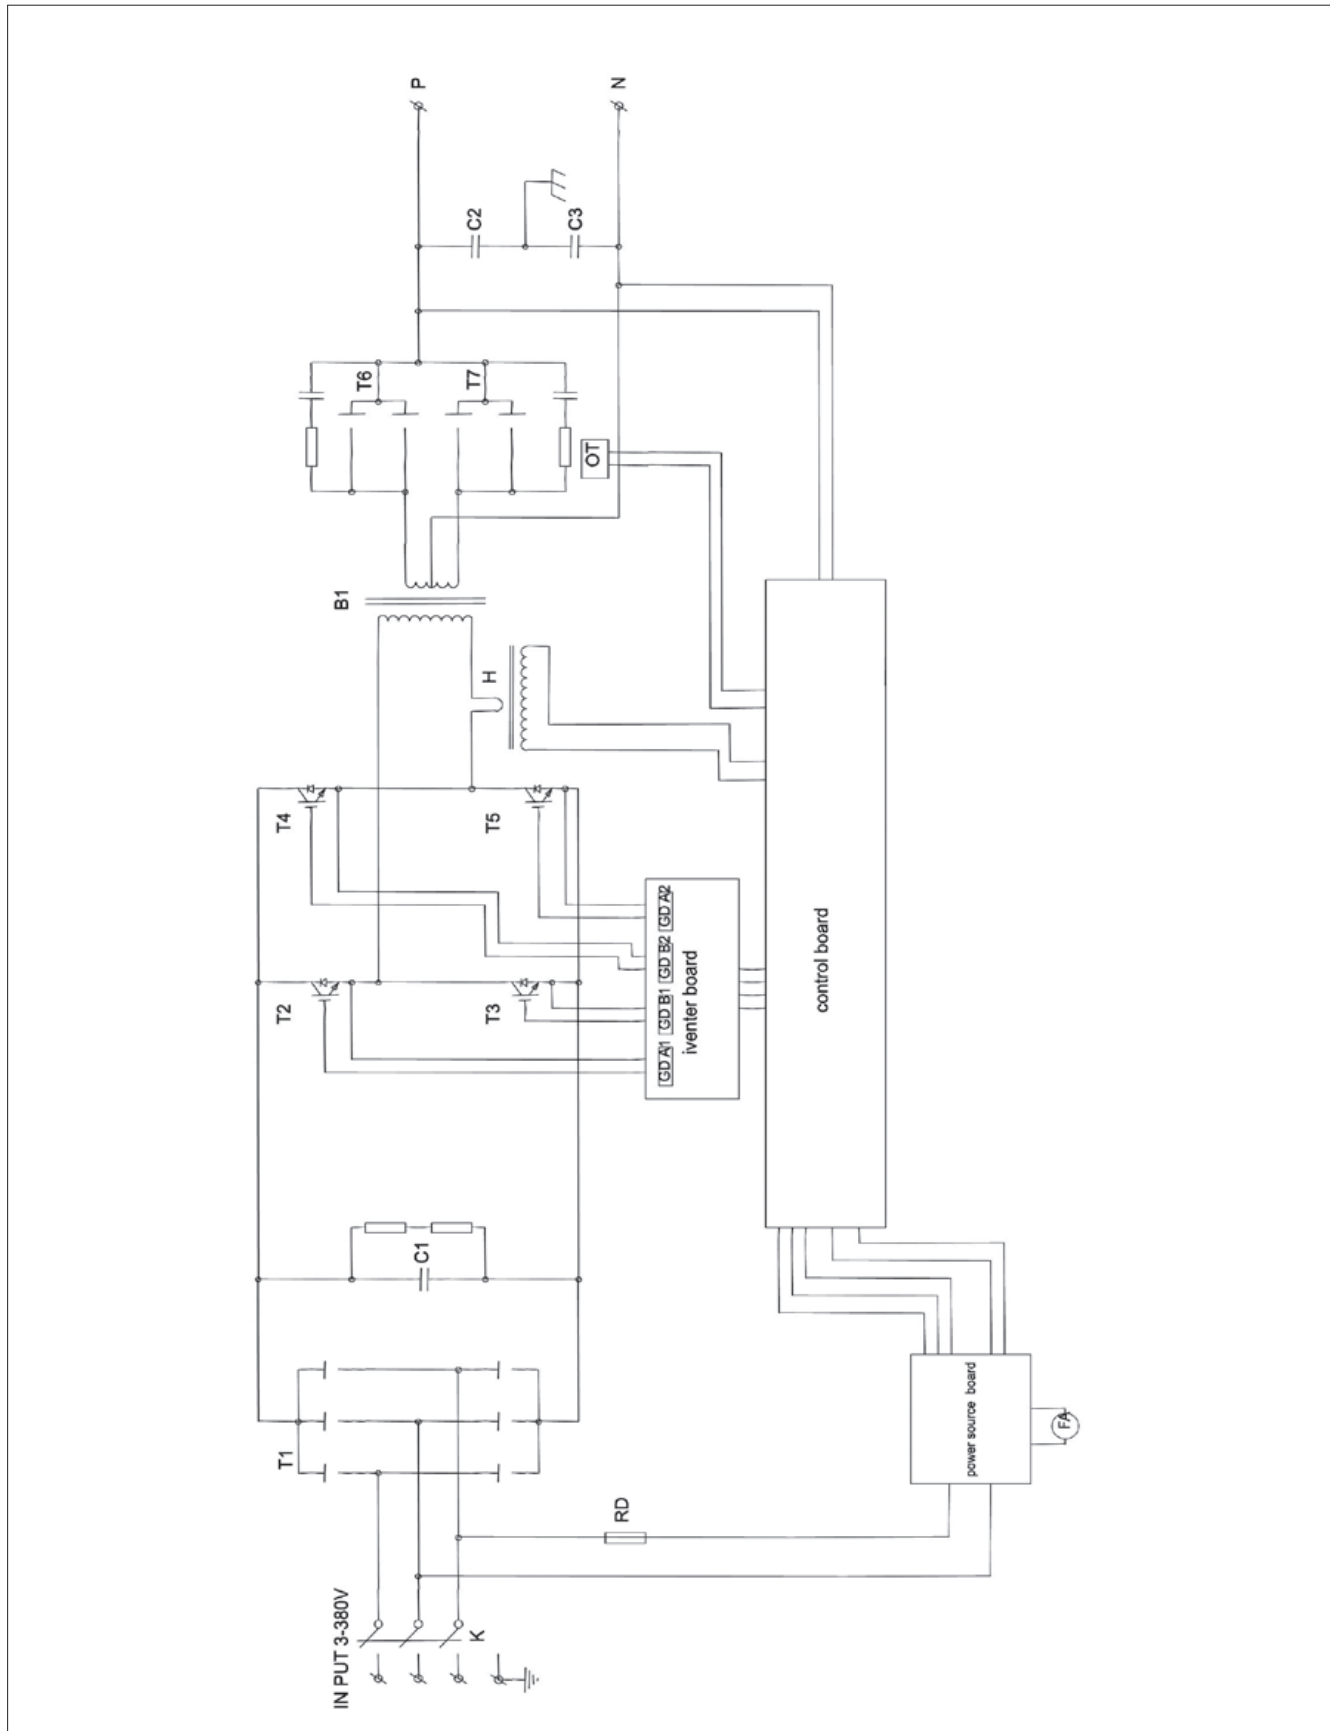 IN PUT 3-380V
K
T1
C1
RD
T2
T3
T4
T5
H
B1
T6
T7
OT
C2
C3
P
N
GD A1
GD B1
GD B2
GD A2
iventer board
control board
power source board
FA